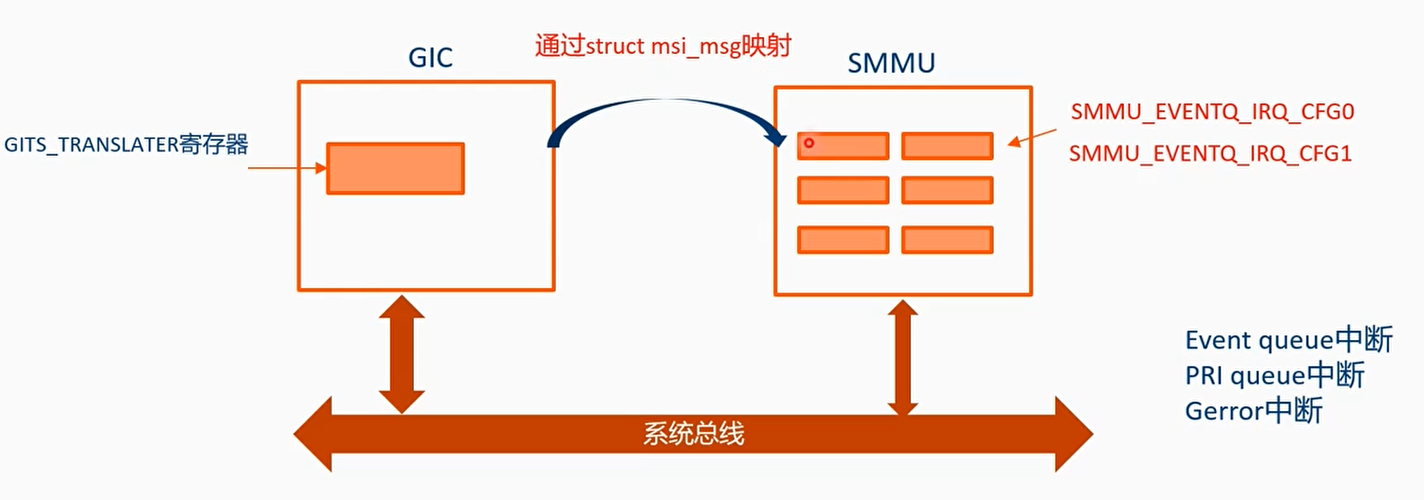 通过struct msi_msg映射
GIC
SMMU
GITS_TRANSLATER寄存器
SMMU_EVENTQ_IRQ_CFG0
SMMU_EVENTQ_IRQ_CFG1
Event queue中断
PRI queue中断
Gerror中断
系统总线